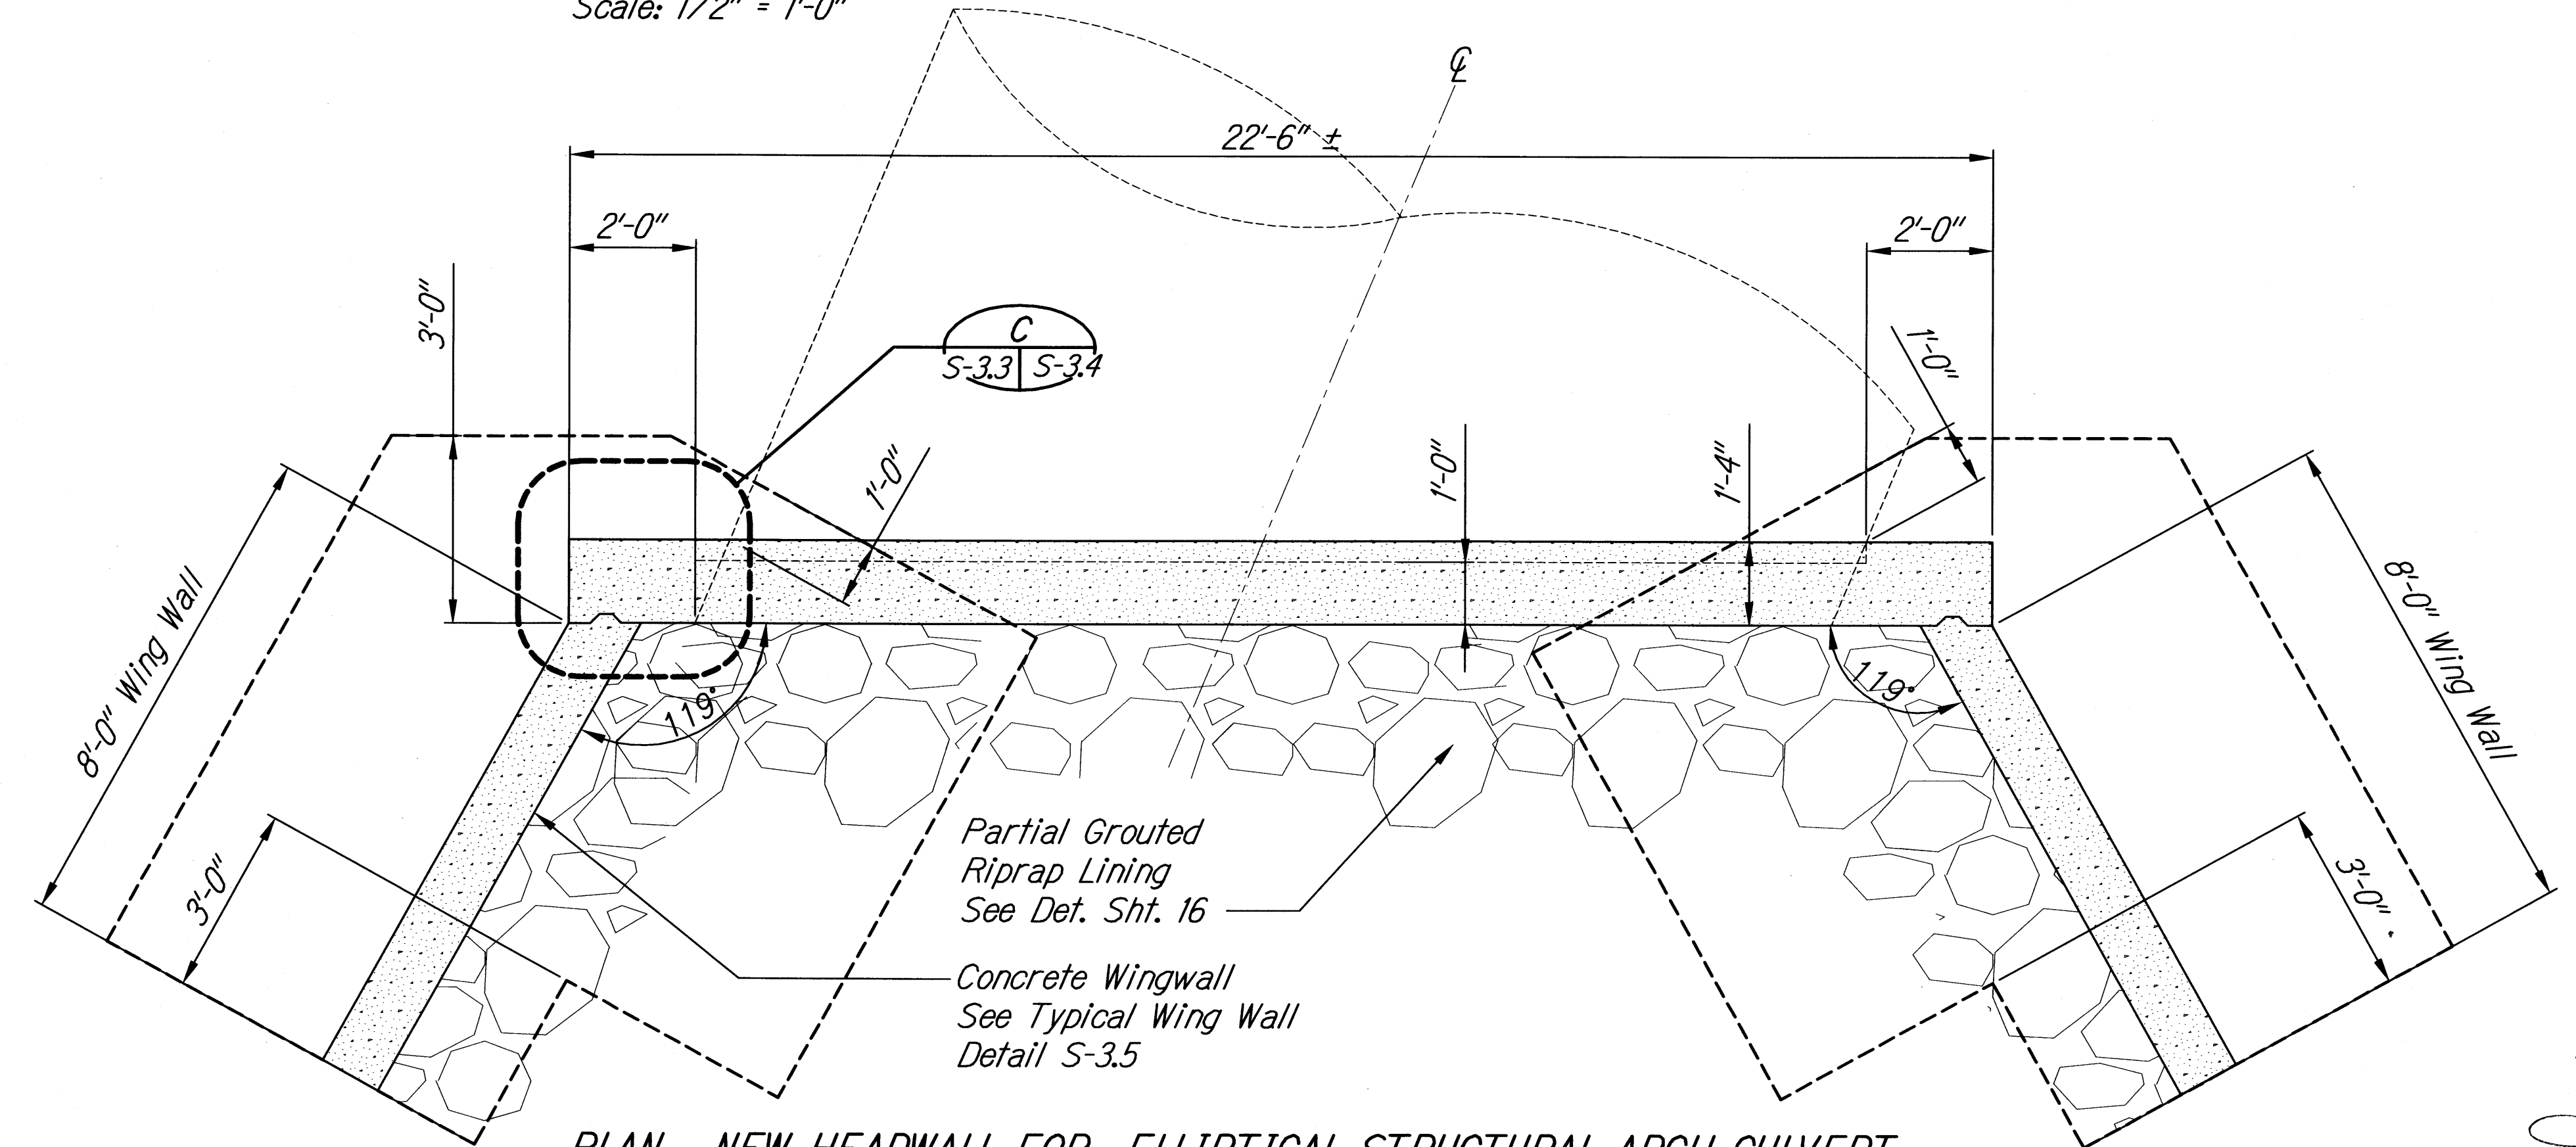 Scale: 1/2" = 1'-0"
℄
22'-6" ±
2'-0"
2'-0"
3'-0"
C
S-3.3 S-3.4
1'-0"
1'-0"
1'-0"
1'-4"
8'-0" Wing Wall
8'-0" Wing Wall
119°
119°
3'-0"
3'-0"
Partial Grouted
Riprap Lining
See Det. Sht. 16
Concrete Wingwall
See Typical Wing Wall
Detail S-3.5
PLAN - NEW HEADWALL FOR ELLIPTICAL STRUCTURAL ARCH CULVERT